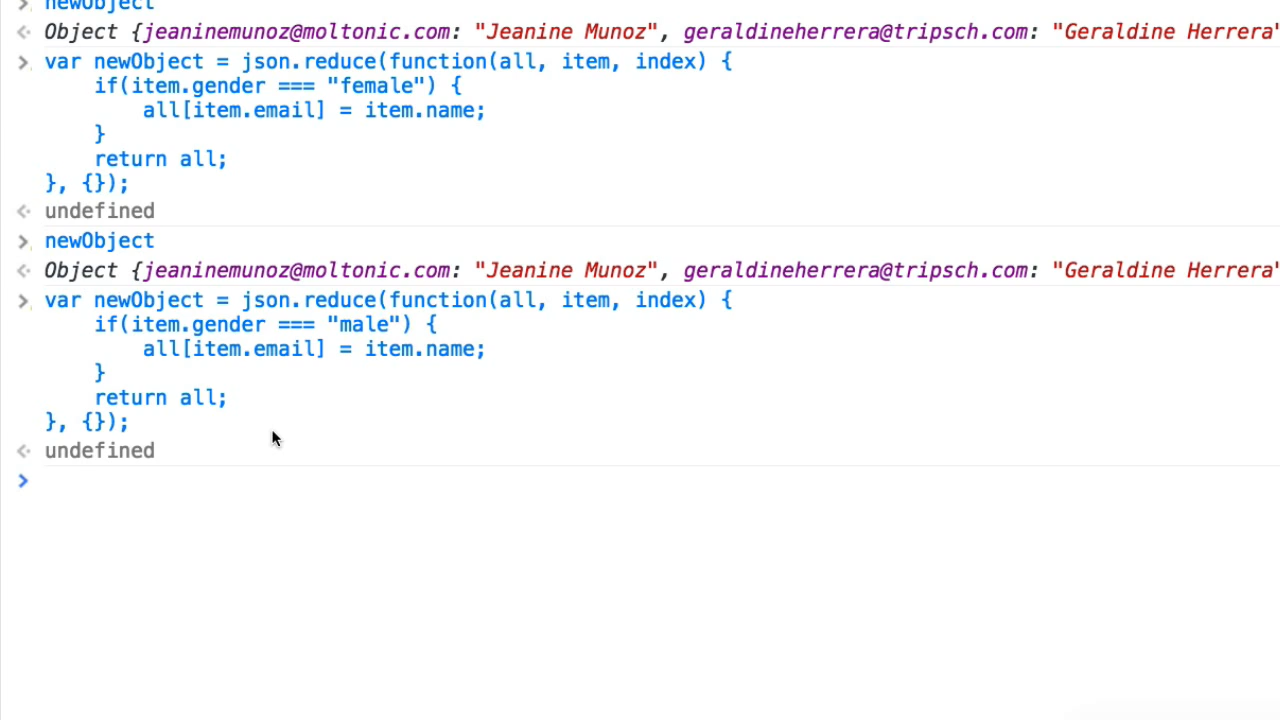 newObject
Object {jeaninemunoz@moltonic.com: "Jeanine Munoz", geraldineherrera@tripsch.com: "Geraldine Herrera"
var newObject = json.reduce(function(all, item, index) {
if(item.gender === "female") {
all[item.email] = item.name;
}
return all;
}, {});
undefined
newObject
Object {jeaninemunoz@moltonic.com: "Jeanine Munoz", geraldineherrera@tripsch.com: "Geraldine Herrera"
var newObject = json.reduce(function(all, item, index) {
if(item.gender === "male") {
all[item.email] = item.name;
}
return all;
}, {});
undefined